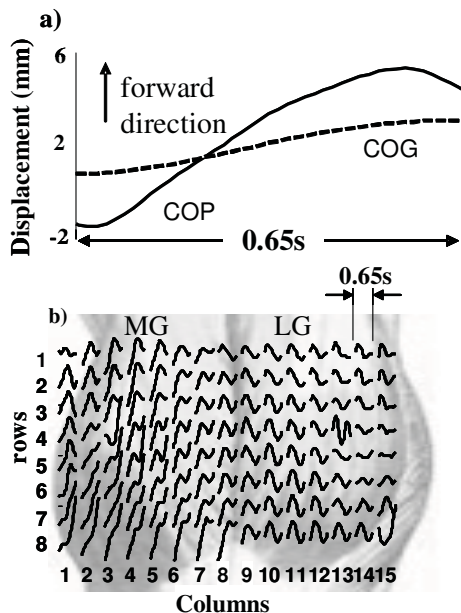 a)
Displacement (mm)
6
2
-2
forward
direction
COG
COP
0.65s
0.65s
b)
MG
LG
rows
1
2
3
4
5
6
7
8
1 2 3 4 5 6 7 8 9 10 11 12 13 14 15
Columns